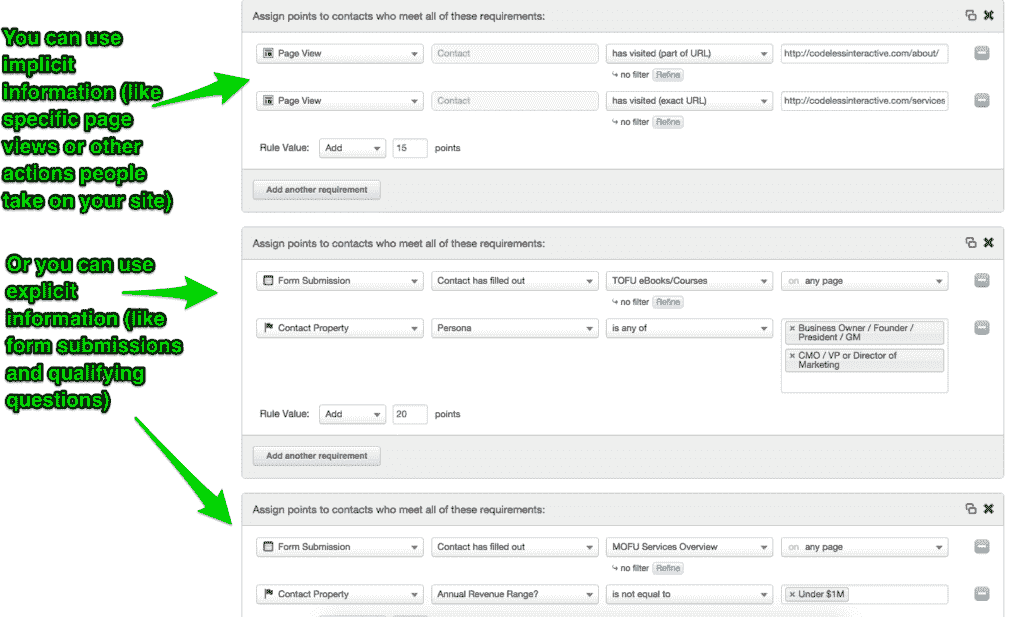 You can use
implicit
information (like
specific page
views or other
actions people
take on your site)
Assign points to contacts who meet all of these requirements:
Page View Contact has visited (part of URL) http://codelessinteractive.com/about/
no filter Refine
Page View Contact has visited (exact URL) http://codelessinteractive.com/services
no filter Refine
Rule Value: Add 15 points
Add another requirement
Or you can use
explicit
information (like
form submissions
and qualifying
questions)
Assign points to contacts who meet all of these requirements:
Form Submission Contact has filled out TOFU eBooks/Courses on any page
no filter Refine
Contact Property Persona is any of × Business Owner / Founder /
President / GM
× CMO / VP or Director of
Marketing
Rule Value: Add 20 points
Add another requirement
Assign points to contacts who meet all of these requirements:
Form Submission Contact has filled out MOFU Services Overview on any page
no filter Refine
Contact Property Annual Revenue Range? is not equal to × Under $1M